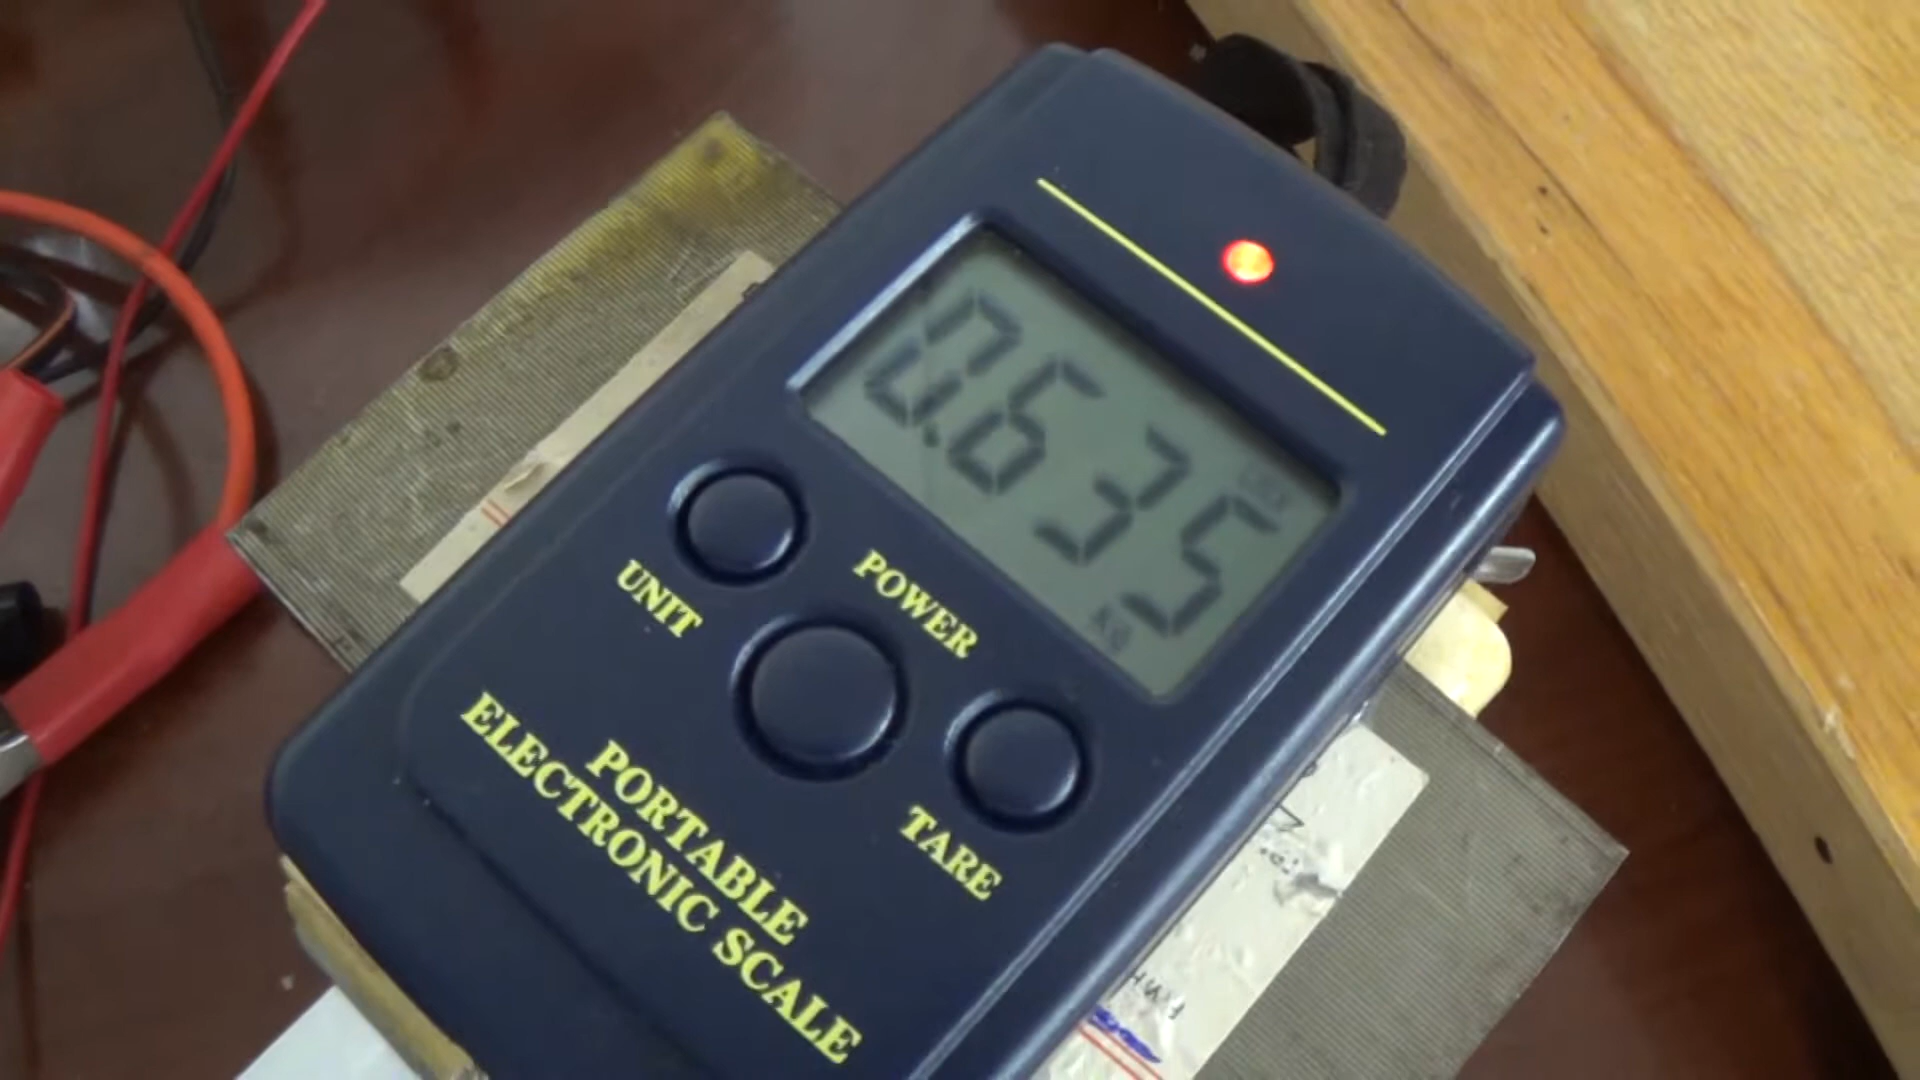 0.635
KG
UNIT
POWER
TARE
PORTABLE
ELECTRONIC SCALE